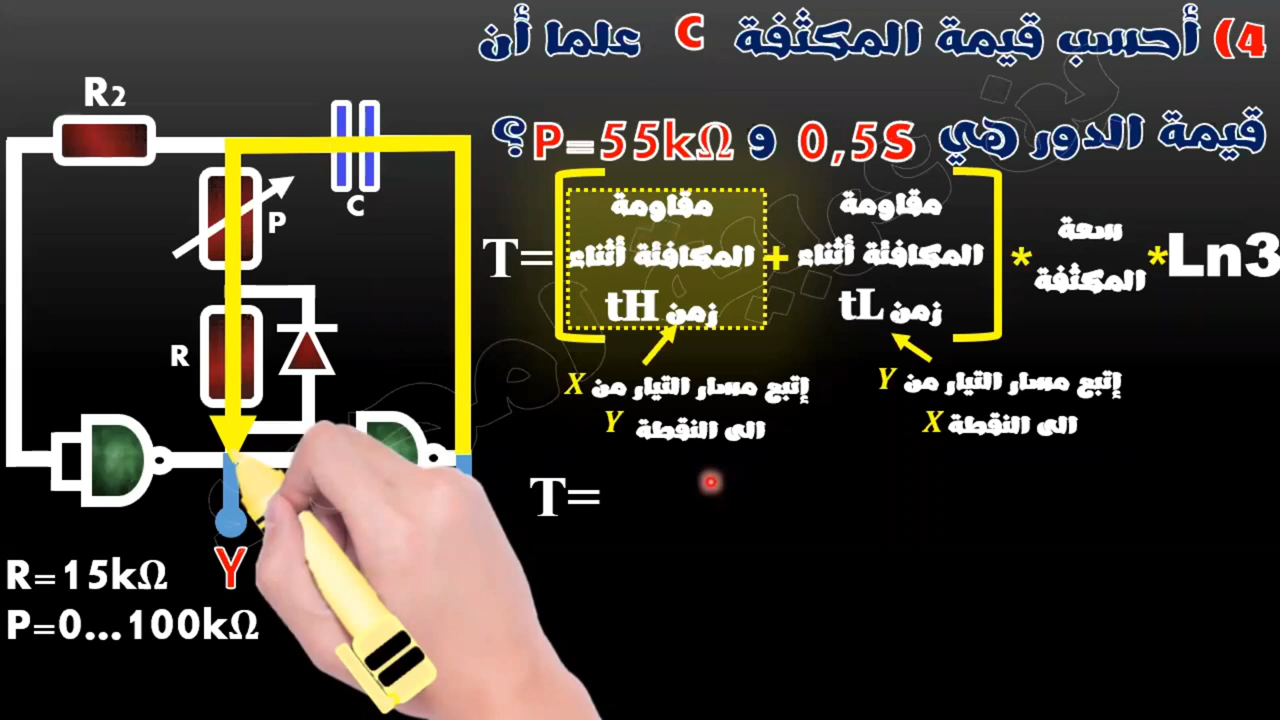 4) أحسب قيمة المكثفة C علما أن
قيمة الدور هي 0,5S و P=55kΩ ؟
R2
C
P
R
T=
مقاومة
المكافئة أثناء
زمن tH
+
مقاومة
المكافئة أثناء
زمن tL
*
سعة
المكثفة
*Ln3
إتبع مسار التيار من X
الى النقطة Y
إتبع مسار التيار من Y
الى النقطة X
T=
Y
R=15kΩ
P=0...100kΩ